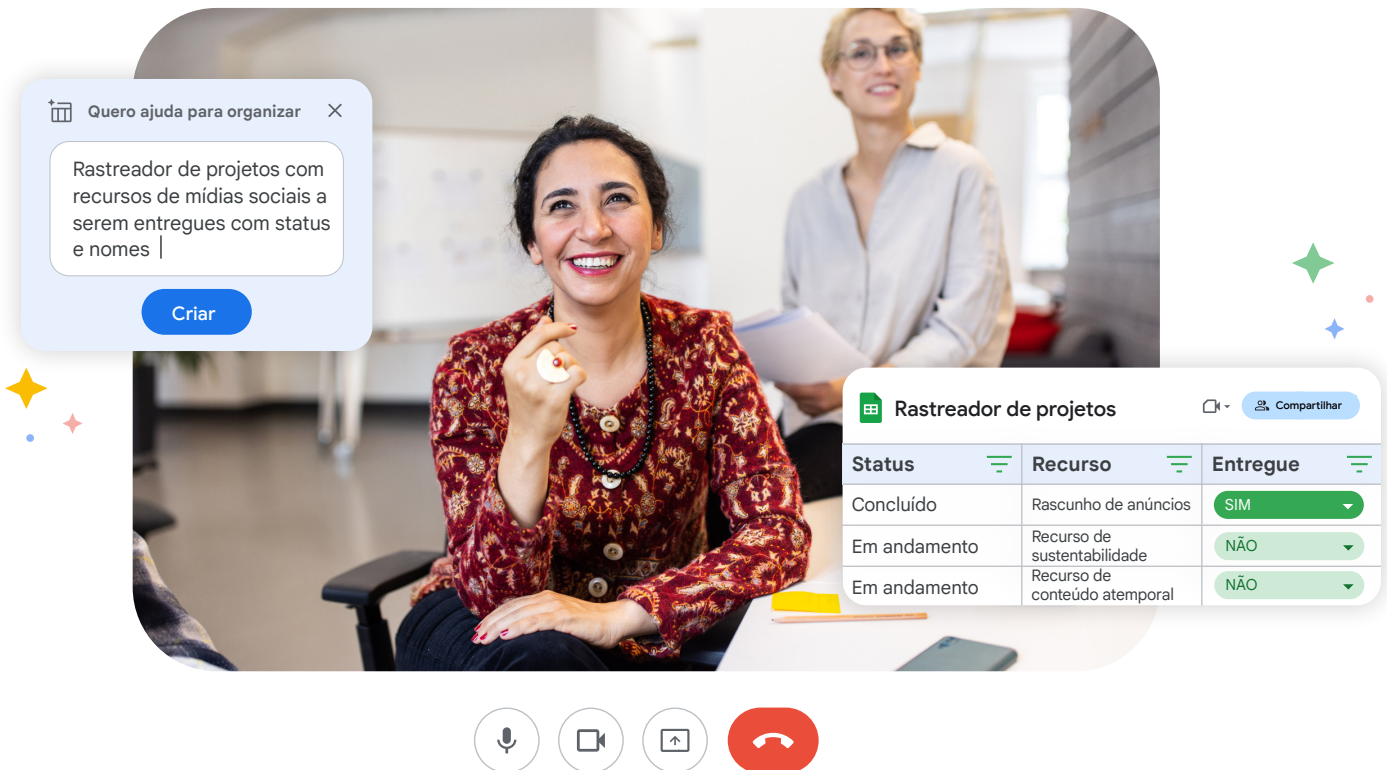 Quero ajuda para organizar
Rastreador de projetos com
recursos de mídias sociais a
serem entregues com status
e nomes
Criar
Rastreador de projetos
Compartilhar
Status Recurso Entregue
Concluído Rascunho de anúncios SIM
Em andamento Recurso de
sustentabilidade NÃO
Em andamento Recurso de
conteúdo atemporal NÃO